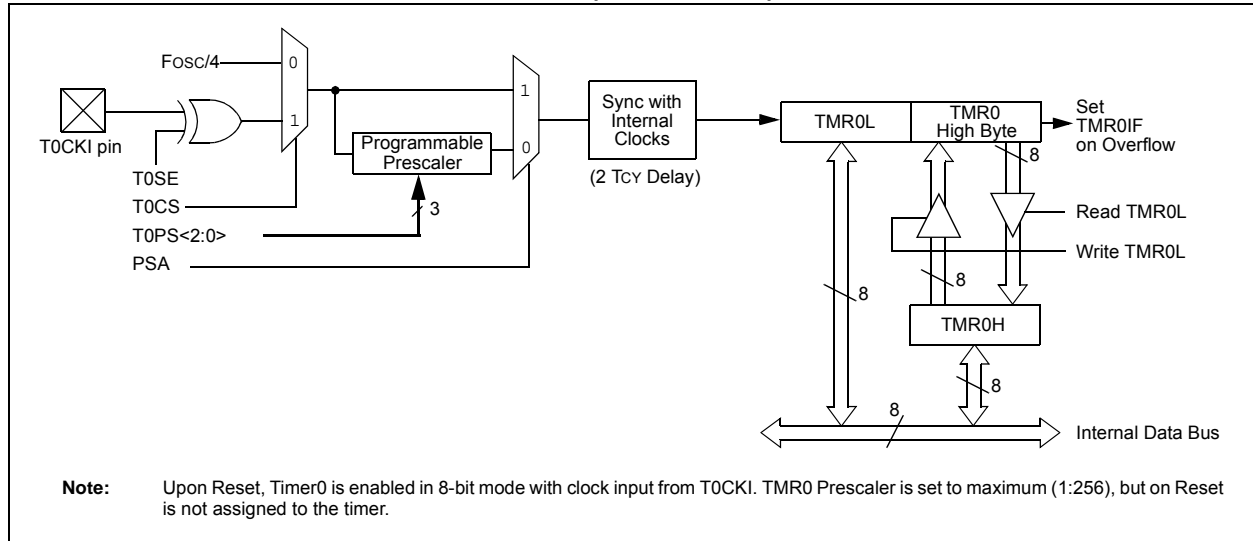 FOSC/4
0
1
T0CKI pin
T0SE
T0CS
T0PS<2:0>
PSA
Programmable
Prescaler
3
1
0
Sync with
Internal
Clocks
(2 TCY Delay)
TMR0L
TMR0
High Byte
Set
TMR0IF
on Overflow
8
Read TMR0L
Write TMR0L
8
8
TMR0H
8
8
Internal Data Bus
Note: Upon Reset, Timer0 is enabled in 8-bit mode with clock input from T0CKI. TMR0 Prescaler is set to maximum (1:256), but on Reset
is not assigned to the timer.